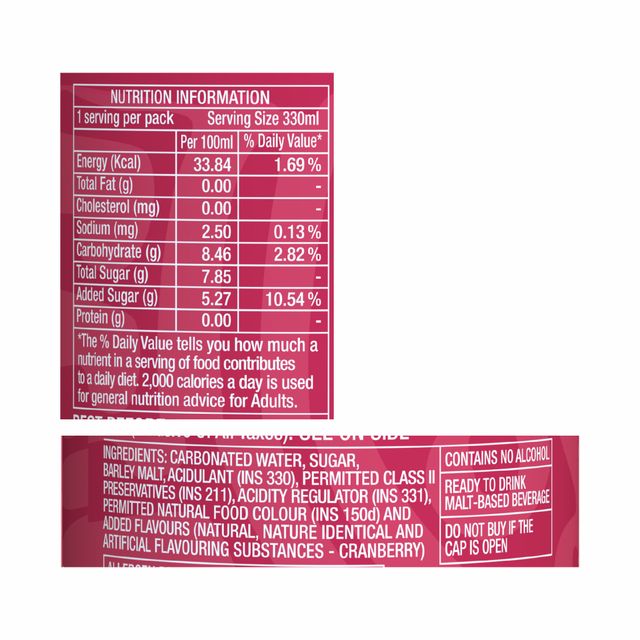 NUTRITION INFORMATION
1 serving per pack Serving Size 330ml
Per 100ml % Daily Value*
Energy (Kcal) 33.84 1.69 %
Total Fat (g) 0.00 -
Cholesterol (mg) 0.00 -
Sodium (mg) 2.50 0.13 %
Carbohydrate (g) 8.46 2.82 %
Total Sugar (g) 7.85 -
Added Sugar (g) 5.27 10.54 %
Protein (g) 0.00 -
*The % Daily Value tells you how much a
nutrient in a serving of food contributes
to a daily diet. 2,000 calories a day is used
for general nutrition advice for Adults.
INGREDIENTS: CARBONATED WATER, SUGAR,
BARLEY MALT, ACIDULANT (INS 330), PERMITTED CLASS II
PRESERVATIVES (INS 211), ACIDITY REGULATOR (INS 331),
PERMITTED NATURAL FOOD COLOUR (INS 150d) AND
ADDED FLAVOURS (NATURAL, NATURE IDENTICAL AND
ARTIFICIAL FLAVOURING SUBSTANCES - CRANBERRY)
CONTAINS NO ALCOHOL
READY TO DRINK
MALT-BASED BEVERAGE
DO NOT BUY IF THE
CAP IS OPEN